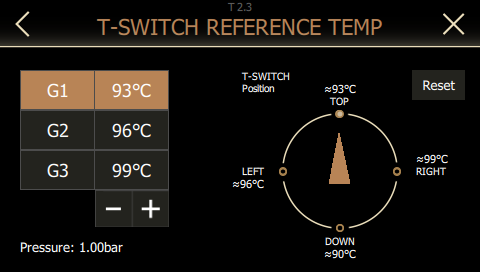 T 2.3
T-SWITCH REFERENCE TEMP
G1 93°C
G2 96°C
G3 99°C
− +
Pressure: 1.00bar
T-SWITCH
Position
≈93°C
TOP
LEFT
≈96°C
≈99°C
RIGHT
DOWN
≈90°C
Reset